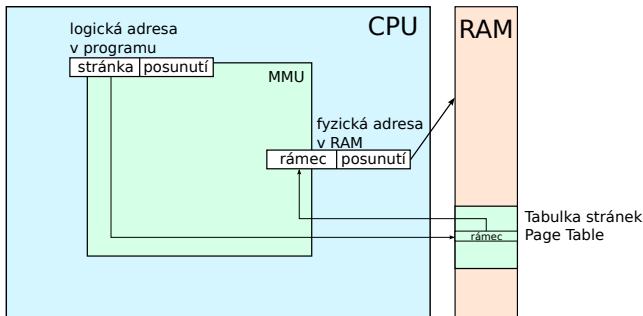 CPU
RAM
logická adresa
v programu
stránka posunutí
MMU
fyzická adresa
v RAM
rámec posunutí
Tabulka stránek
Page Table
rámec